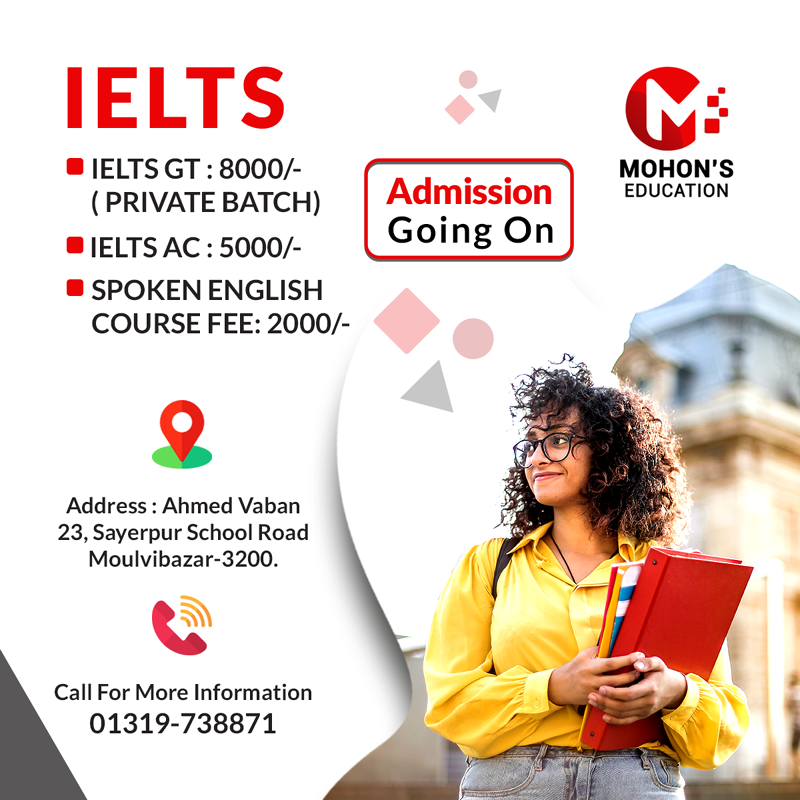 IELTS
IELTS GT : 8000/-
( PRIVATE BATCH)
IELTS AC : 5000/-
SPOKEN ENGLISH
COURSE FEE: 2000/-
Admission
Going On
MOHON'S
EDUCATION
Address : Ahmed Vaban
23, Sayerpur School Road
Moulvibazar-3200.
Call For More Information
01319-738871